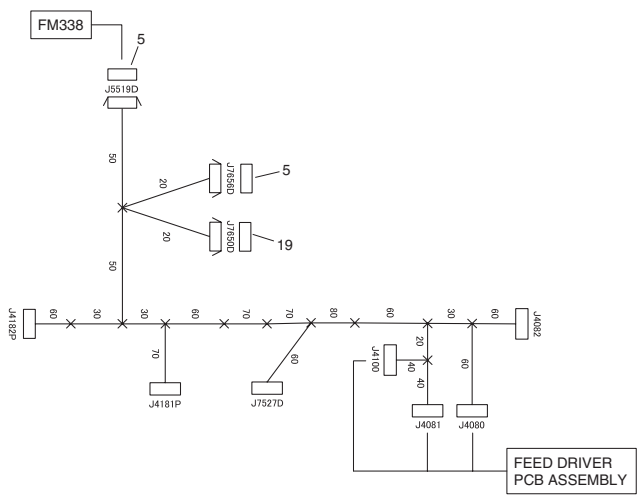 FM338
5
J5519D
50
20
J7656D
5
20
J7650D
19
50
J4182P
60
30
30
60
70
70
80
60
30
60
J4082
70
60
20
J4100
40
40
60
J4181P
J7527D
J4081
J4080
FEED DRIVER
PCB ASSEMBLY